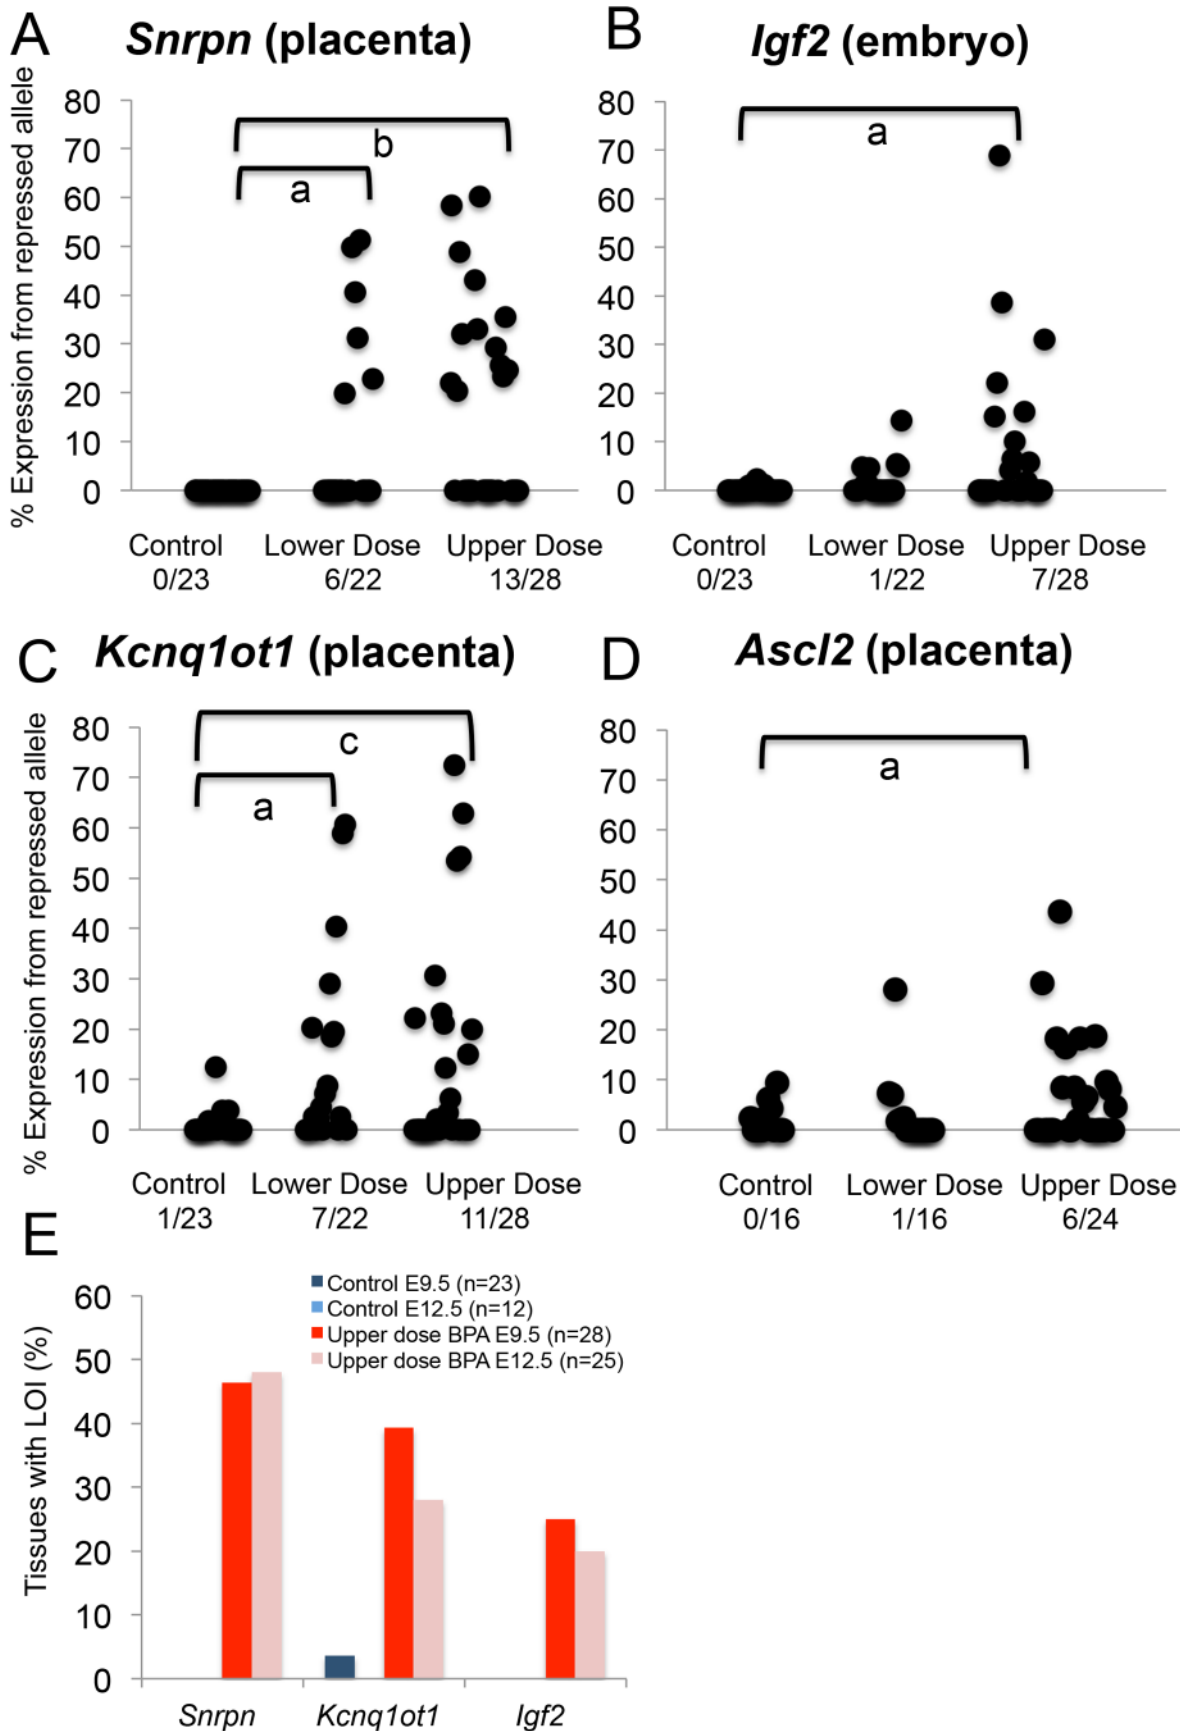 A
Snrpn (placenta)
% Expression from repressed allele
80
70
60
50
40
30
20
10
0
b
a
Control
Lower Dose
Upper Dose
0/23
6/22
13/28
B
Igf2 (embryo)
80
70
60
50
40
30
20
10
0
a
Control
Lower Dose
Upper Dose
0/23
1/22
7/28
C
Kcnq1ot1 (placenta)
% Expression from repressed allele
80
70
60
50
40
30
20
10
0
c
a
Control
Lower Dose
Upper Dose
1/23
7/22
11/28
D
Ascl2 (placenta)
80
70
60
50
40
30
20
10
0
a
Control
Lower Dose
Upper Dose
0/16
1/16
6/24
E
Tissues with LOI (%)
60
50
40
30
20
10
0
Control E9.5 (n=23)
Control E12.5 (n=12)
Upper dose BPA E9.5 (n=28)
Upper dose BPA E12.5 (n=25)
Snrpn
Kcnq1ot1
Igf2